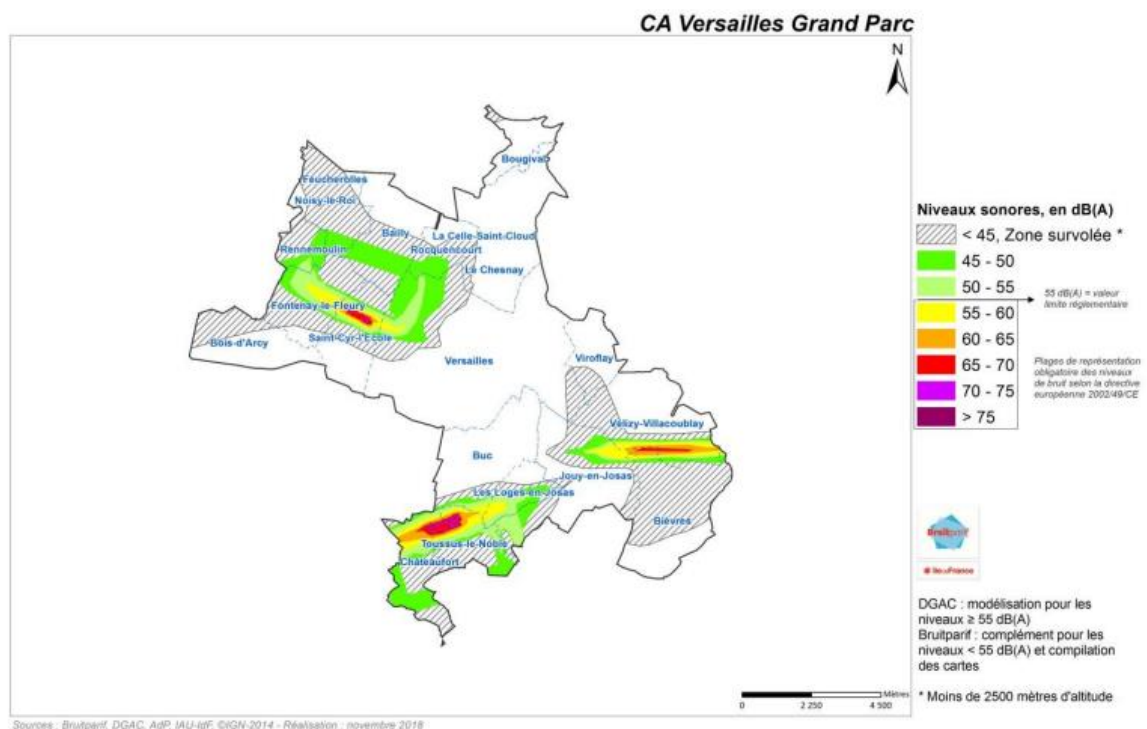 CA Versailles Grand Parc
N
Bougival
Feucherolles
Noisy-le-Roi
Bailly
La Celle-Saint-Cloud
Rennemoulin
Rocquencourt
Le Chesnay
Fontenay-le-Fleury
Saint-Cyr-l'Ecole
Bois-d'Arcy
Versailles
Viroflay
Vélizy-Villacoublay
Buc
Jouy-en-Josas
Les Loges-en-Josas
Bièvres
Toussus-le-Noble
Châteaufort
Niveaux sonores, en dB(A)
< 45, Zone survolée *
45 - 50
50 - 55
55 dB(A) = valeur
limite réglementaire
55 - 60
60 - 65
65 - 70
70 - 75
> 75
Plages de représentation
obligatoire des niveaux
de bruit selon la directive
européenne 2002/49/CE
Bruitparif
île de France
DGAC : modélisation pour les
niveaux ≥ 55 dB(A)
Bruitparif : complément pour les
niveaux < 55 dB(A) et compilation
des cartes
* Moins de 2500 mètres d'altitude
Mètres
0 2 250 4 500
Sources : Bruitparif, DGAC, AdP, IAU-IdF, ©IGN-2014 - Réalisation : novembre 2018